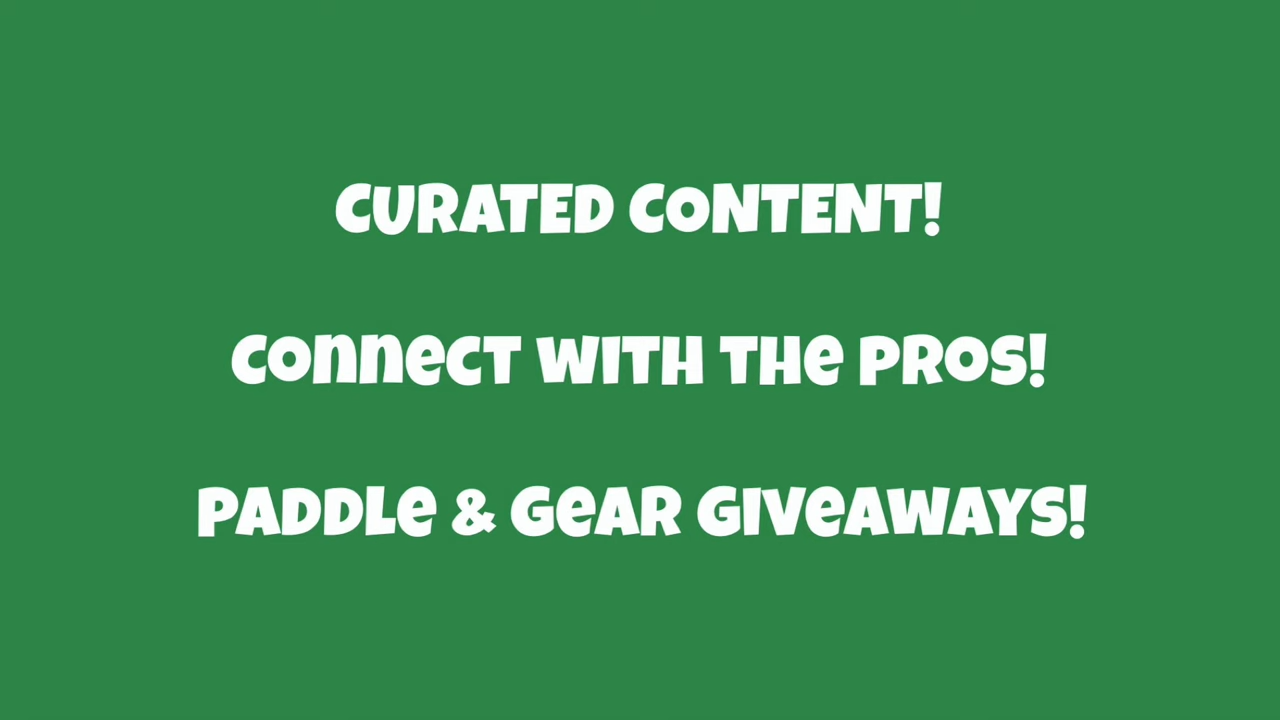 CURATED CONTENT!
CONNECT WITH THE PROS!
PADDLE & GEAR GIVEAWAYS!